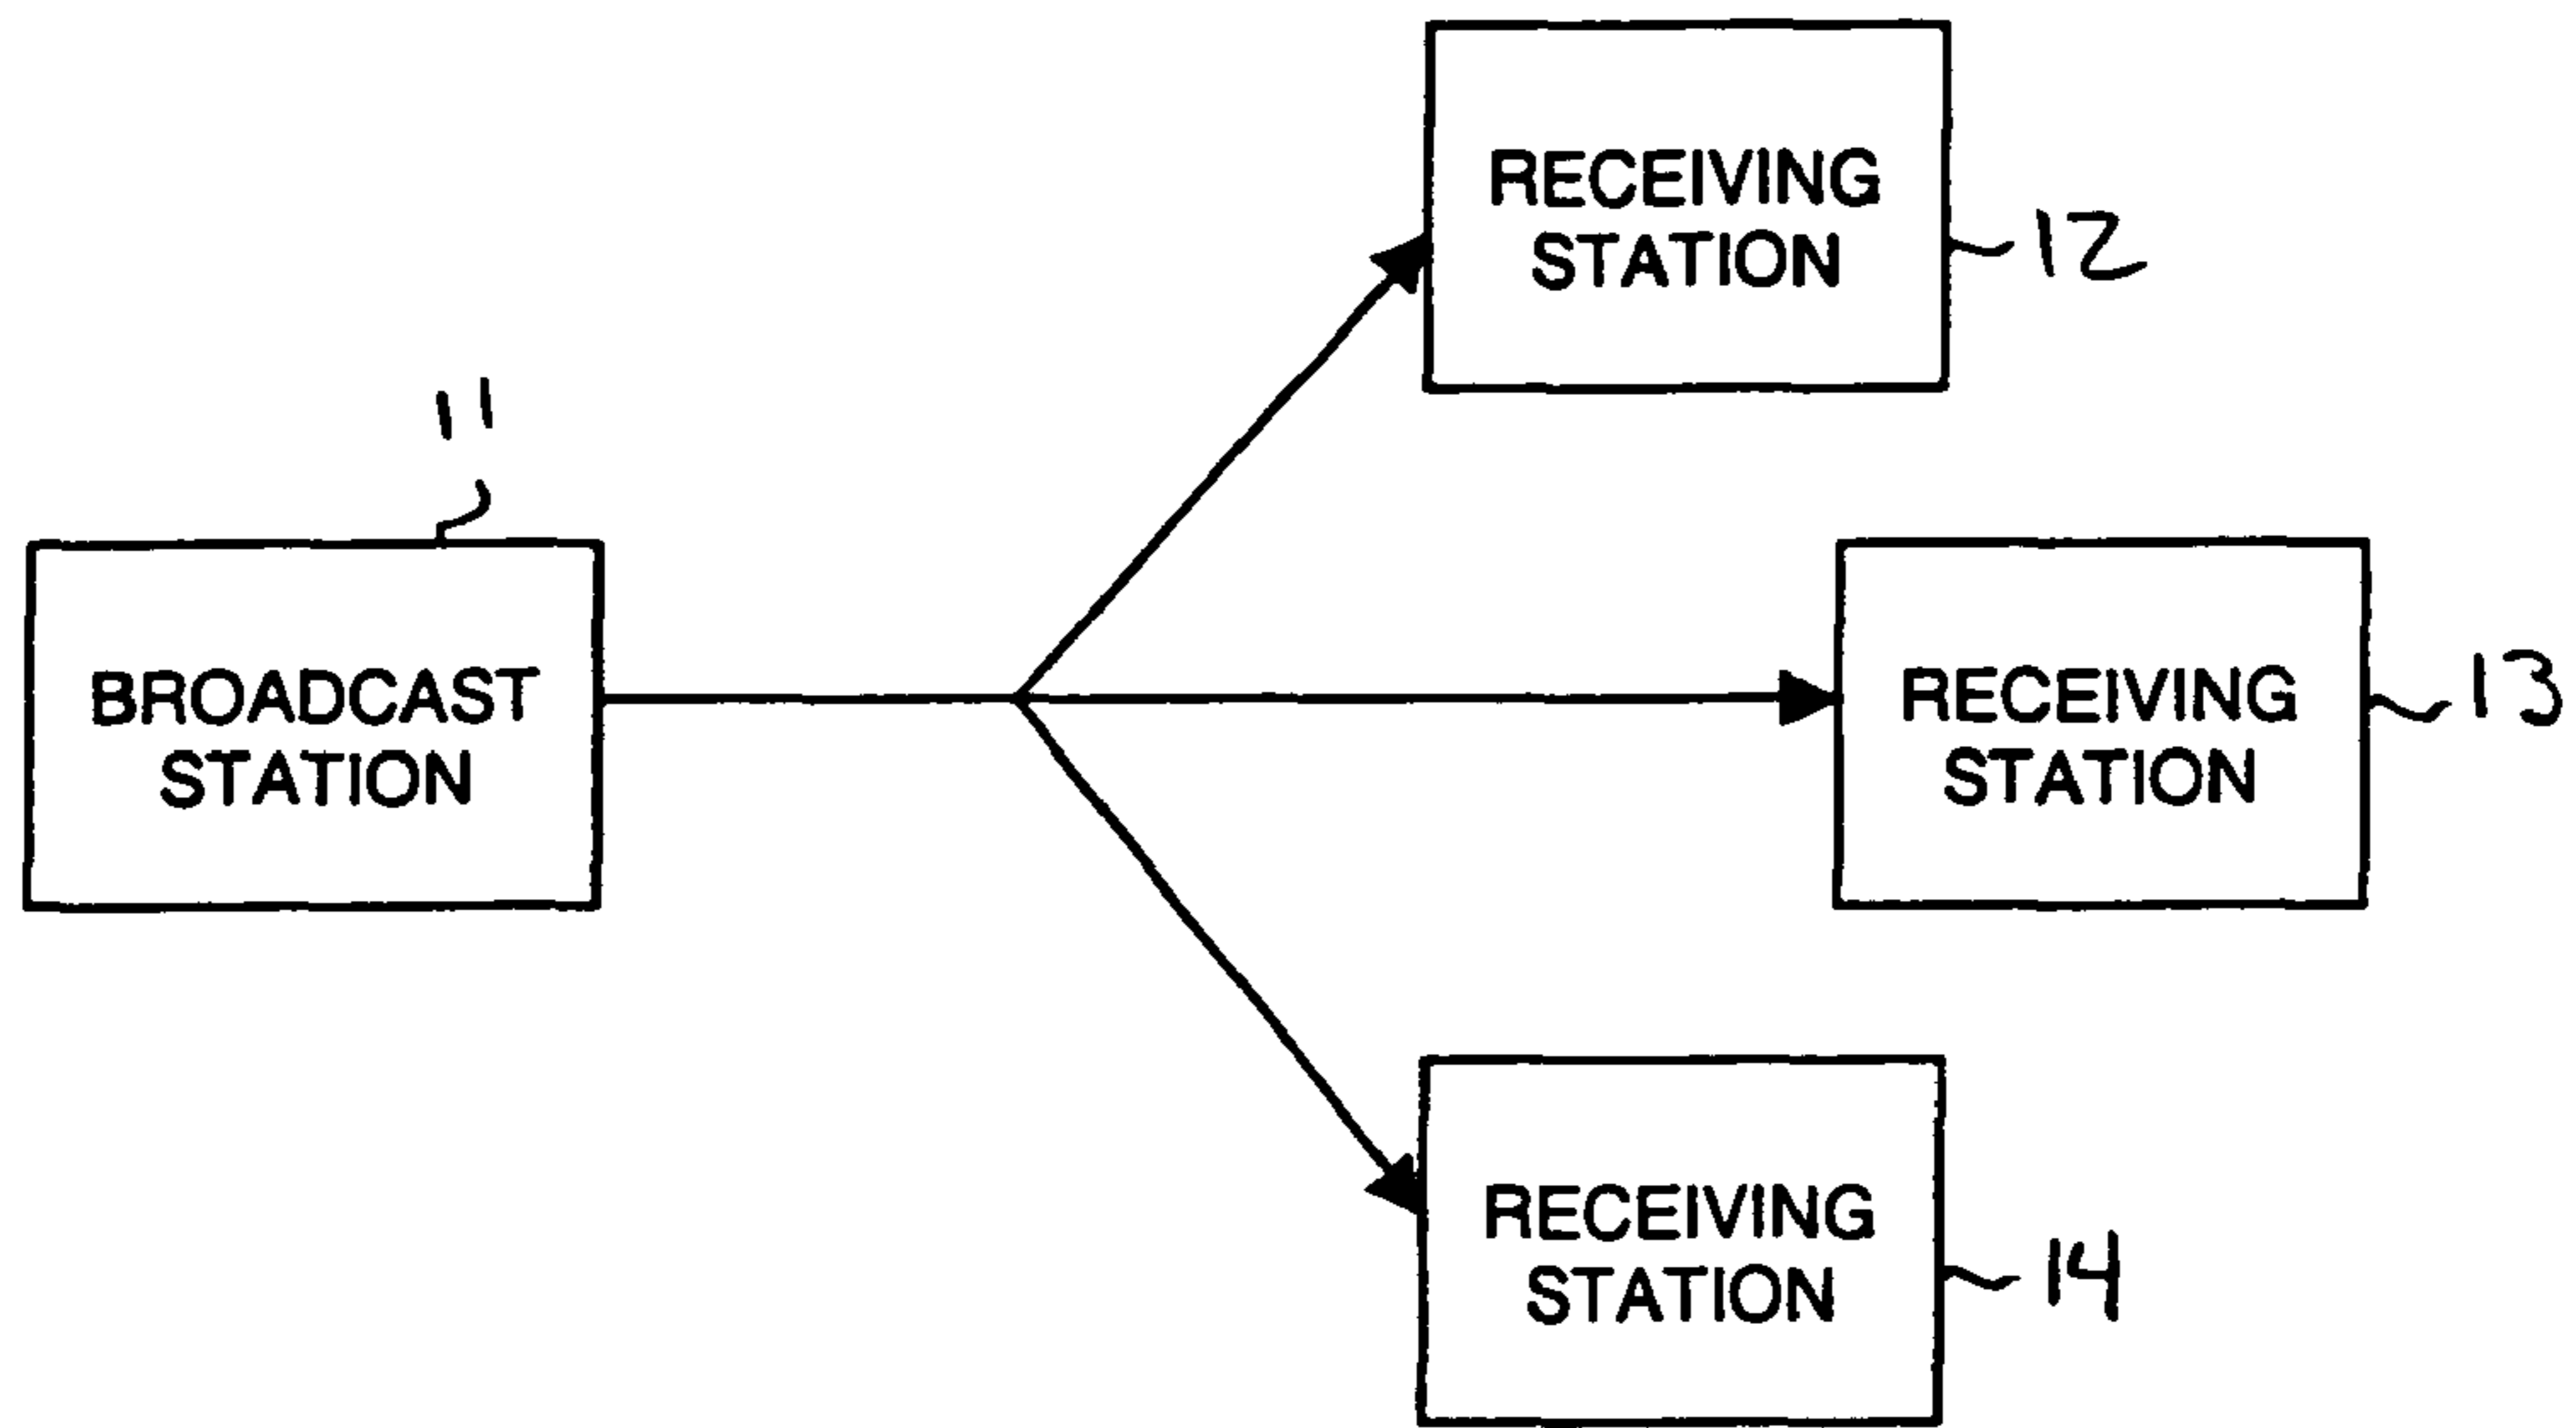 RECEIVING
STATION
12
11
BROADCAST
STATION
RECEIVING
STATION
13
RECEIVING
STATION
14